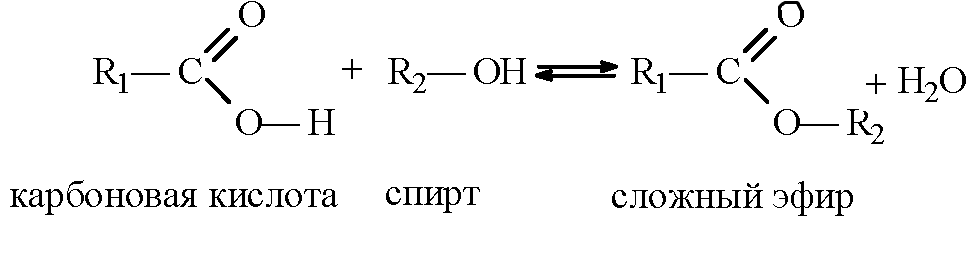 O O
R₁—C + R₂—OH ⇌ R₁—C + H₂O
O—H O—R₂
карбоновая кислота спирт сложный эфир